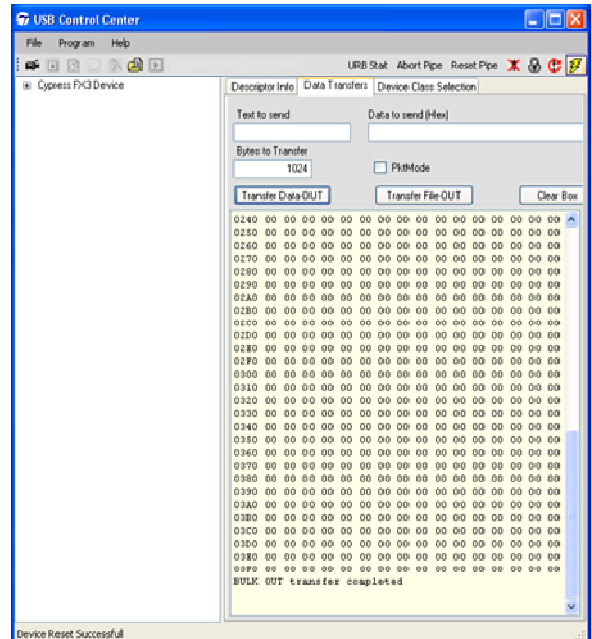 USB Control Center
File Program Help
URB Stat Abort Pipe Reset Pipe
Cypress FX3 Device
Descriptor Info Data Transfers Device Class Selection
Text to send Data to send (Hex)
Bytes to Transfer
1024 PktMode
Transfer Data-OUT Transfer File-OUT Clear Box
0240 00 00 00 00 00 00 00 00 00 00 00 00 00 00 00 00
0250 00 00 00 00 00 00 00 00 00 00 00 00 00 00 00 00
0260 00 00 00 00 00 00 00 00 00 00 00 00 00 00 00 00
0270 00 00 00 00 00 00 00 00 00 00 00 00 00 00 00 00
0280 00 00 00 00 00 00 00 00 00 00 00 00 00 00 00 00
0290 00 00 00 00 00 00 00 00 00 00 00 00 00 00 00 00
02A0 00 00 00 00 00 00 00 00 00 00 00 00 00 00 00 00
02B0 00 00 00 00 00 00 00 00 00 00 00 00 00 00 00 00
02C0 00 00 00 00 00 00 00 00 00 00 00 00 00 00 00 00
02D0 00 00 00 00 00 00 00 00 00 00 00 00 00 00 00 00
02E0 00 00 00 00 00 00 00 00 00 00 00 00 00 00 00 00
02F0 00 00 00 00 00 00 00 00 00 00 00 00 00 00 00 00
0300 00 00 00 00 00 00 00 00 00 00 00 00 00 00 00 00
0310 00 00 00 00 00 00 00 00 00 00 00 00 00 00 00 00
0320 00 00 00 00 00 00 00 00 00 00 00 00 00 00 00 00
0330 00 00 00 00 00 00 00 00 00 00 00 00 00 00 00 00
0340 00 00 00 00 00 00 00 00 00 00 00 00 00 00 00 00
0350 00 00 00 00 00 00 00 00 00 00 00 00 00 00 00 00
0360 00 00 00 00 00 00 00 00 00 00 00 00 00 00 00 00
0370 00 00 00 00 00 00 00 00 00 00 00 00 00 00 00 00
0380 00 00 00 00 00 00 00 00 00 00 00 00 00 00 00 00
0390 00 00 00 00 00 00 00 00 00 00 00 00 00 00 00 00
03A0 00 00 00 00 00 00 00 00 00 00 00 00 00 00 00 00
03B0 00 00 00 00 00 00 00 00 00 00 00 00 00 00 00 00
03C0 00 00 00 00 00 00 00 00 00 00 00 00 00 00 00 00
03D0 00 00 00 00 00 00 00 00 00 00 00 00 00 00 00 00
03E0 00 00 00 00 00 00 00 00 00 00 00 00 00 00 00 00
03F0 00 00 00 00 00 00 00 00 00 00 00 00 00 00 00 00
BULK OUT transfer completed
Device Reset Successfull